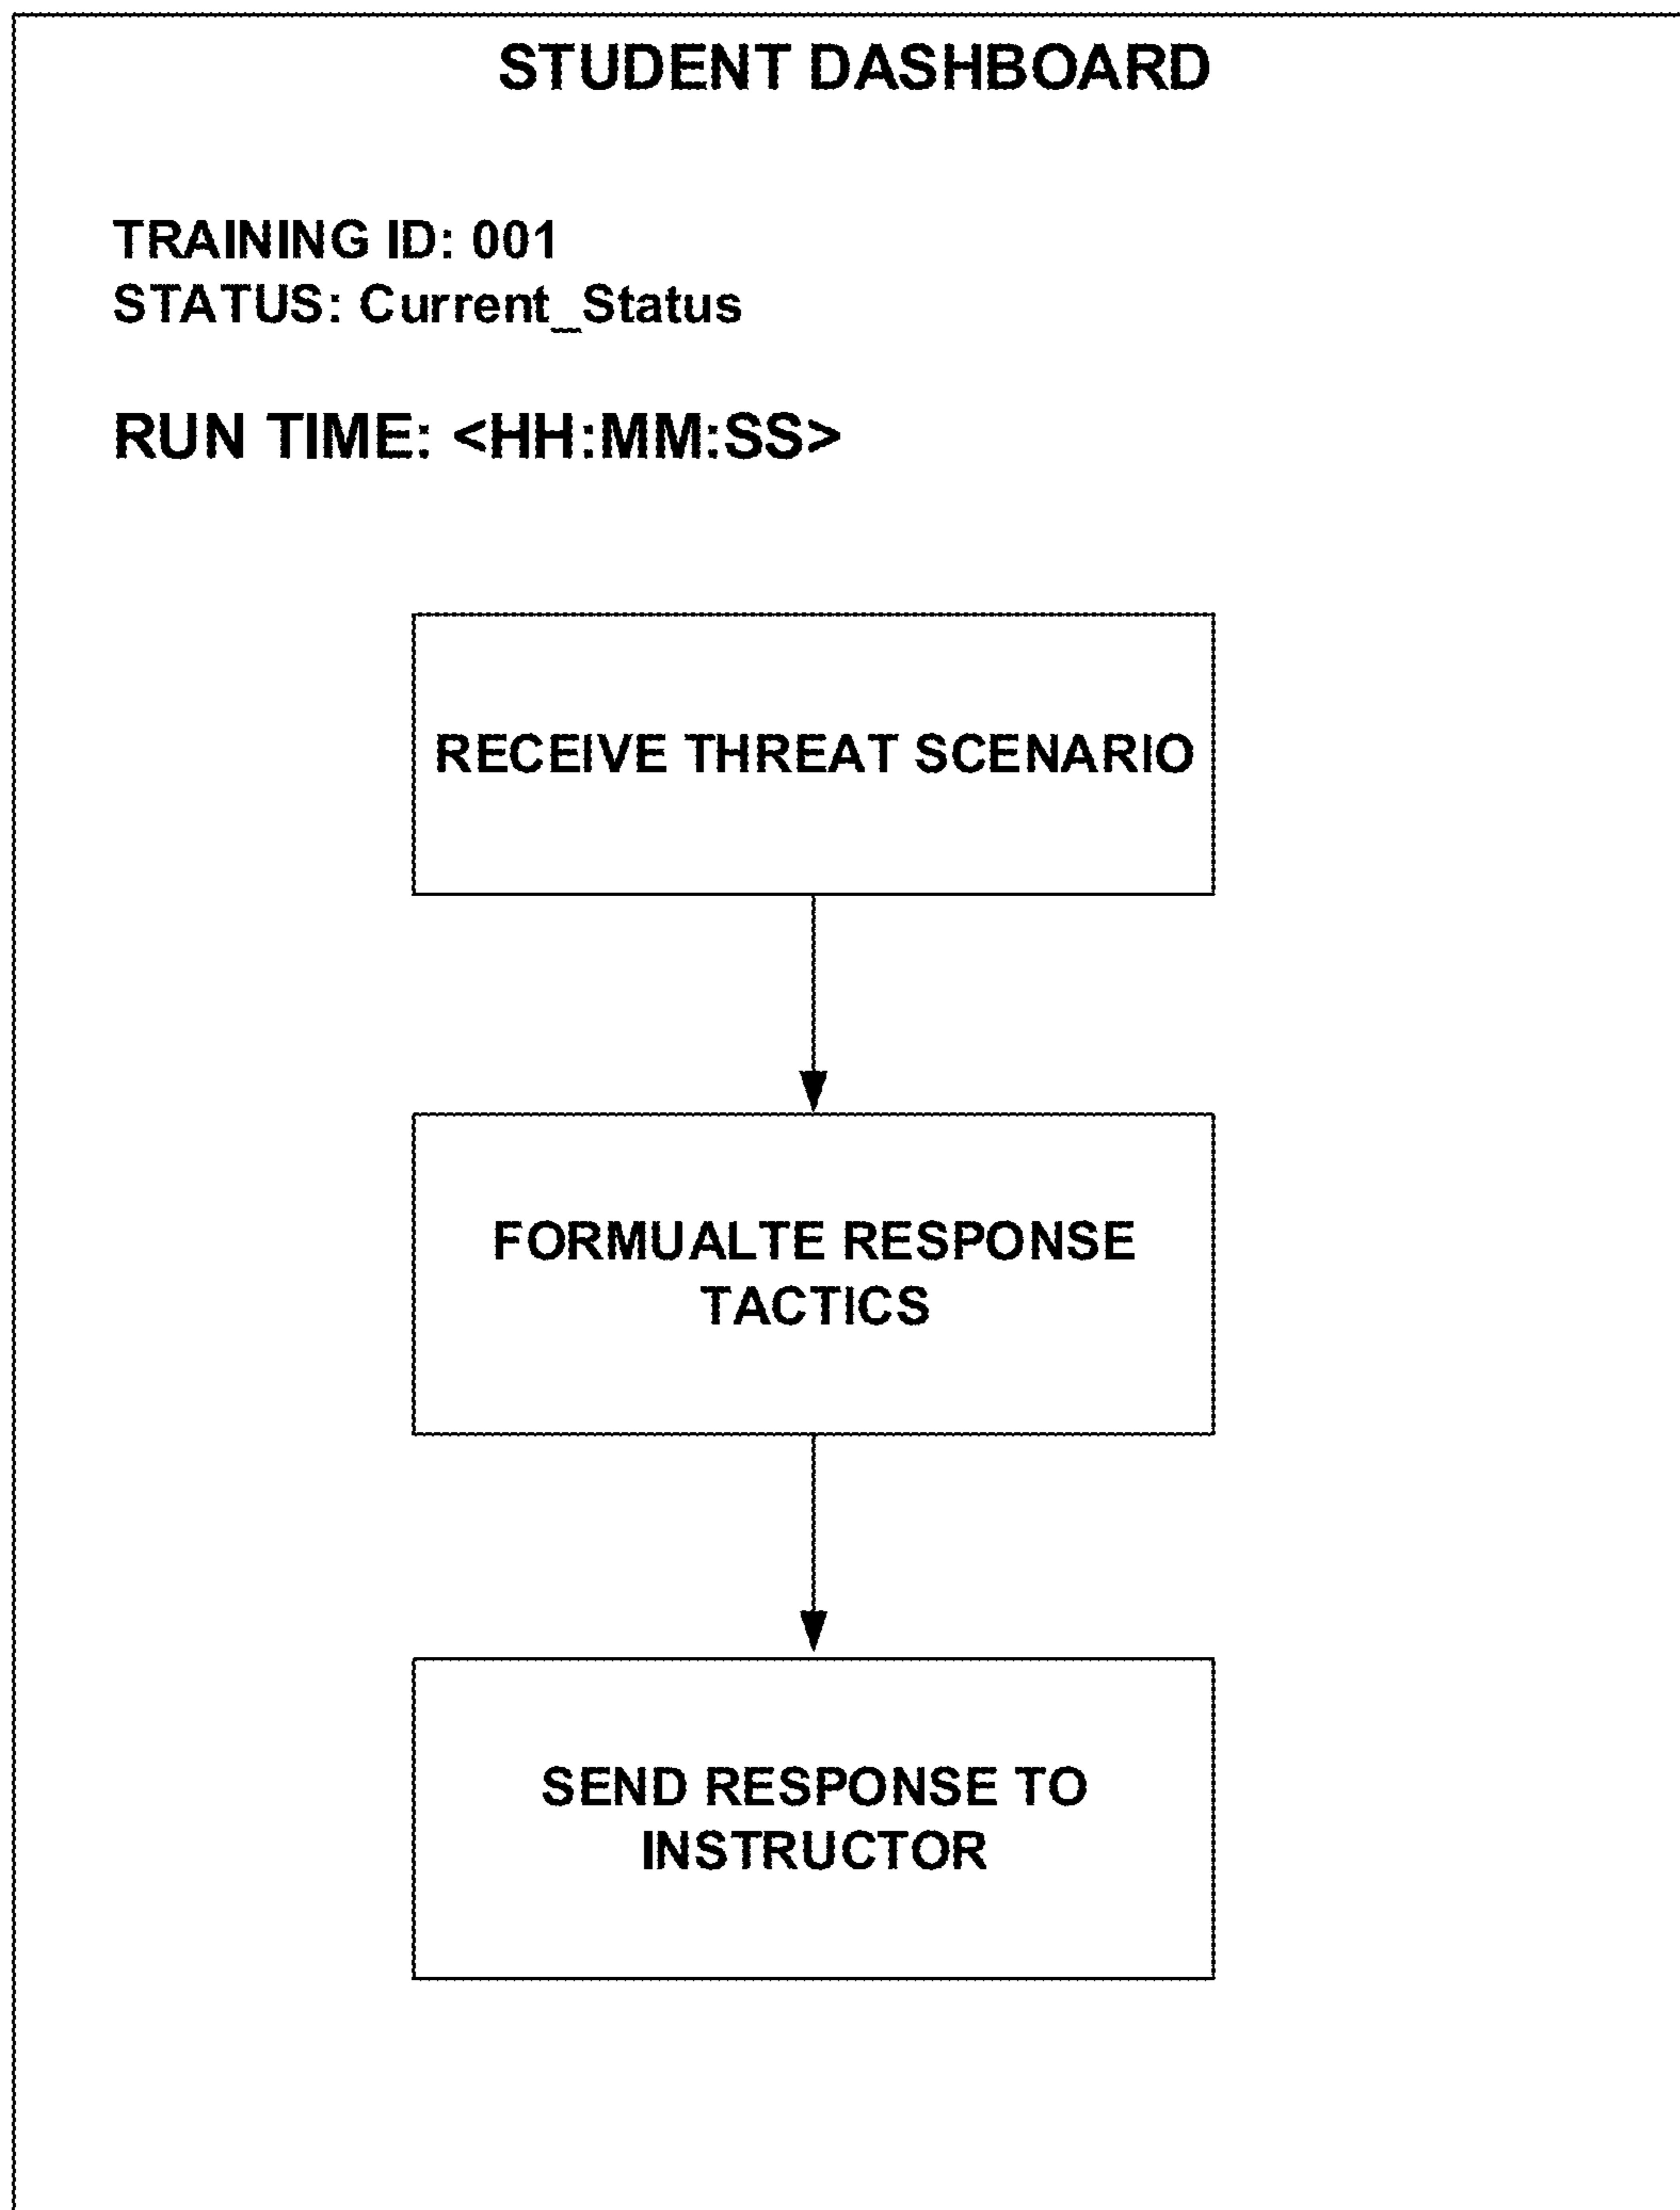 STUDENT DASHBOARD
TRAINING ID: 001
STATUS: Current_Status
RUN TIME: <HH:MM:SS>
RECEIVE THREAT SCENARIO
FORMUALTE RESPONSE
TACTICS
SEND RESPONSE TO
INSTRUCTOR